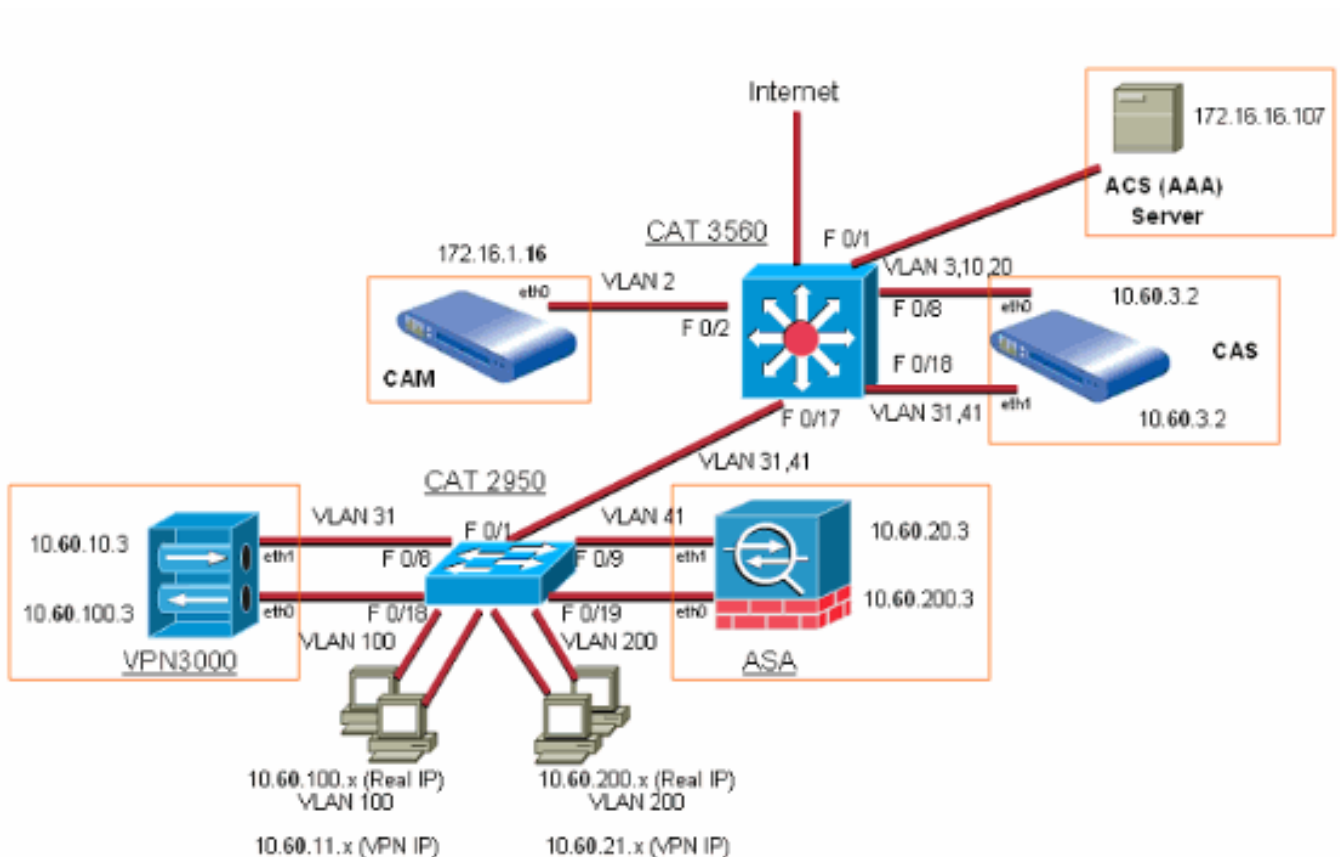 Internet
172.16.16.107
ACS (AAA)
Server
CAT 3560
F 0/1
172.16.1.16
VLAN 2
eth0
F 0/2
CAM
VLAN 3,10,20
F 0/8
eth0
10.60.3.2
CAS
F 0/18
eth1
VLAN 31,41
10.60.3.2
F 0/17
VLAN 31,41
CAT 2950
VLAN 31
F 0/1
VLAN 41
10.60.10.3
eth1
F 0/8
F 0/9
eth1
10.60.20.3
10.60.100.3
eth0
F 0/18
F 0/19
eth0
10.60.200.3
VLAN 100
VLAN 200
VPN3000
ASA
10.60.100.x (Real IP)
VLAN 100
10.60.200.x (Real IP)
VLAN 200
10.60.11.x (VPN IP)
10.60.21.x (VPN IP)